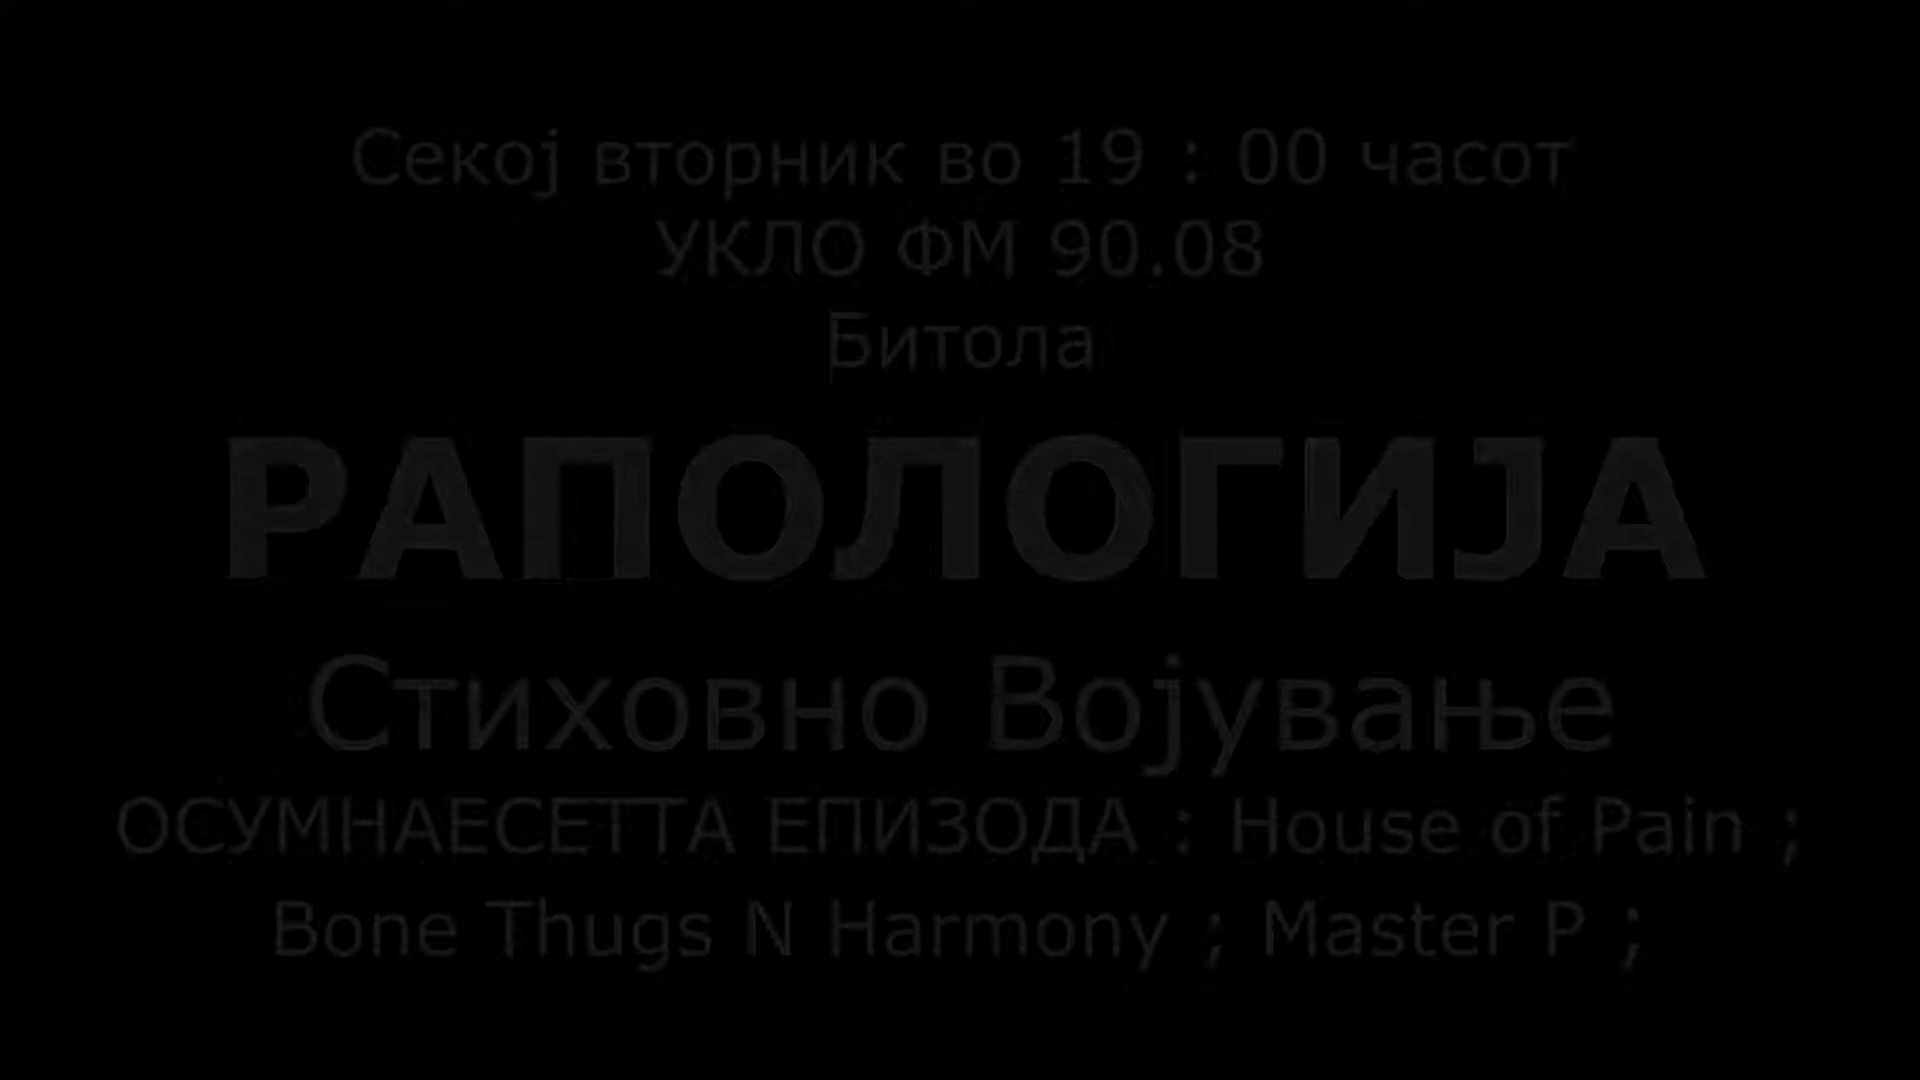 Секој вторник во 19 : 00 часот
УКЛО ФМ 90.08
Битола
РАПОЛОГИЈА
Стиховно Војување
ОСУМНАЕСЕТТА ЕПИЗОДА : House of Pain ;
Bone Thugs N Harmony ; Master P ;